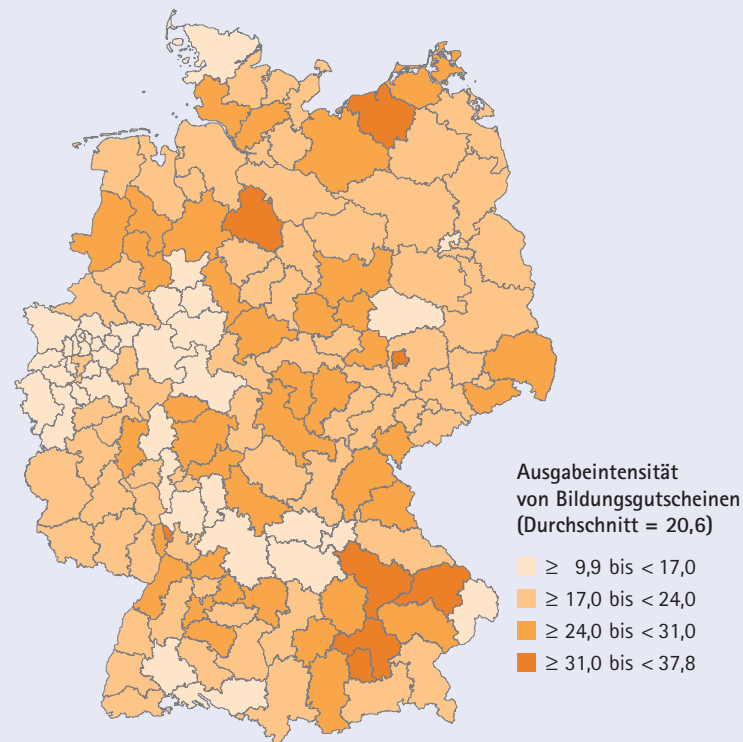 Ausgabeintensität
von Bildungsgutscheinen
(Durchschnitt = 20,6)
≥ 9,9 bis < 17,0
≥ 17,0 bis < 24,0
≥ 24,0 bis < 31,0
≥ 31,0 bis < 37,8